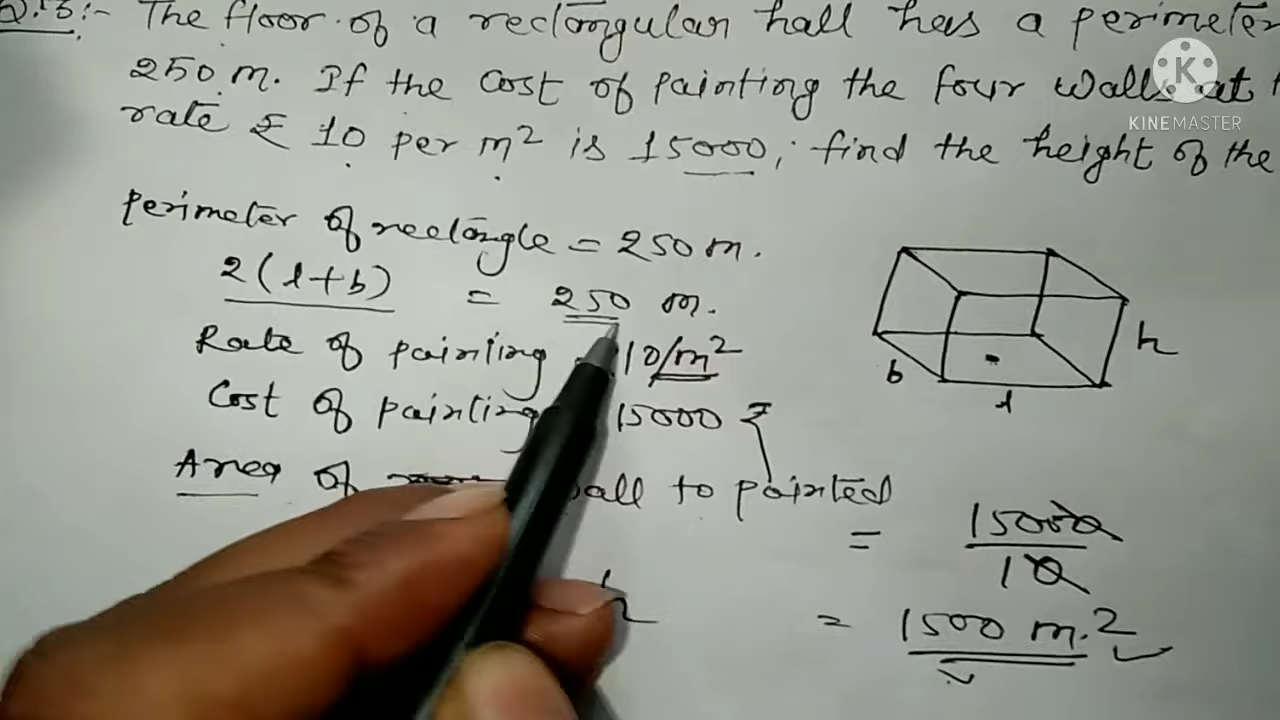 Q.3:- The floor of a rectangular hall has a perimeter
250 m. If the cost of painting the four walls at
rate ₹ 10 per m² is 15000, find the height of the
KINEMASTER
perimeter of rectangle = 250 m.
2(l+b) = 250 m.
Rate of painting 10/m²
Cost of painting 15000 ₹
h
b
l
Area of wall to painted
= 15000
10
h
= 1500 m.2